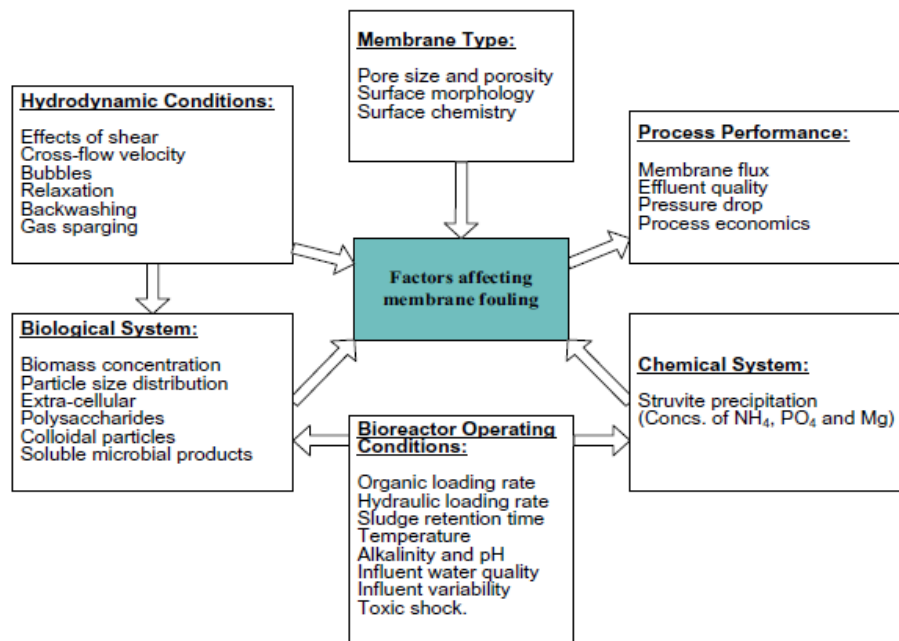 Membrane Type:
Pore size and porosity
Surface morphology
Surface chemistry
Hydrodynamic Conditions:
Effects of shear
Cross-flow velocity
Bubbles
Relaxation
Backwashing
Gas sparging
Process Performance:
Membrane flux
Effluent quality
Pressure drop
Process economics
Factors affecting
membrane fouling
Biological System:
Biomass concentration
Particle size distribution
Extra-cellular
Polysaccharides
Colloidal particles
Soluble microbial products
Chemical System:
Struvite precipitation
(Concs. of NH₄, PO₄ and Mg)
Bioreactor Operating
Conditions:
Organic loading rate
Hydraulic loading rate
Sludge retention time
Temperature
Alkalinity and pH
Influent water quality
Influent variability
Toxic shock.